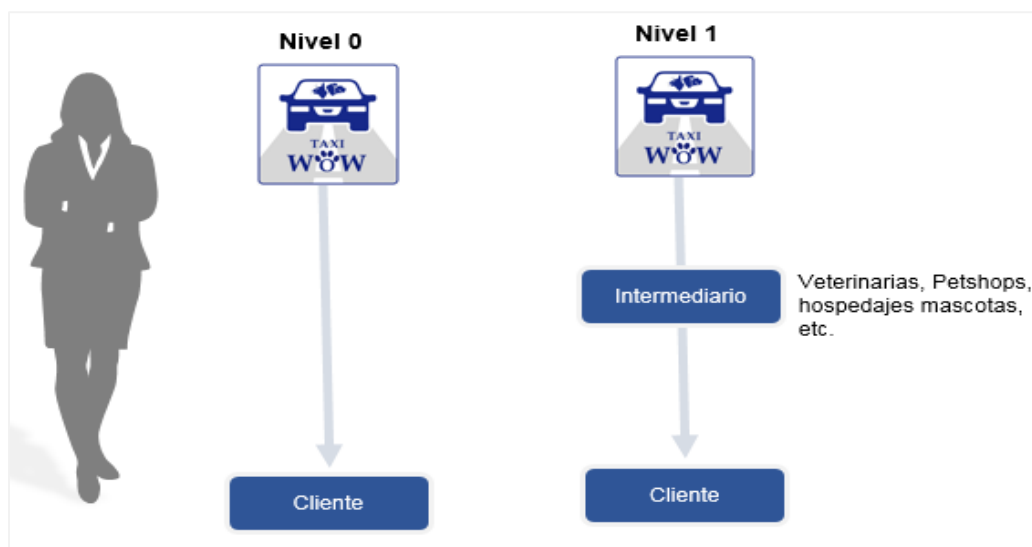 Nivel 0
TAXI
WOW
Cliente
Nivel 1
TAXI
WOW
Intermediario
Veterinarias, Petshops,
hospedajes mascotas,
etc.
Cliente